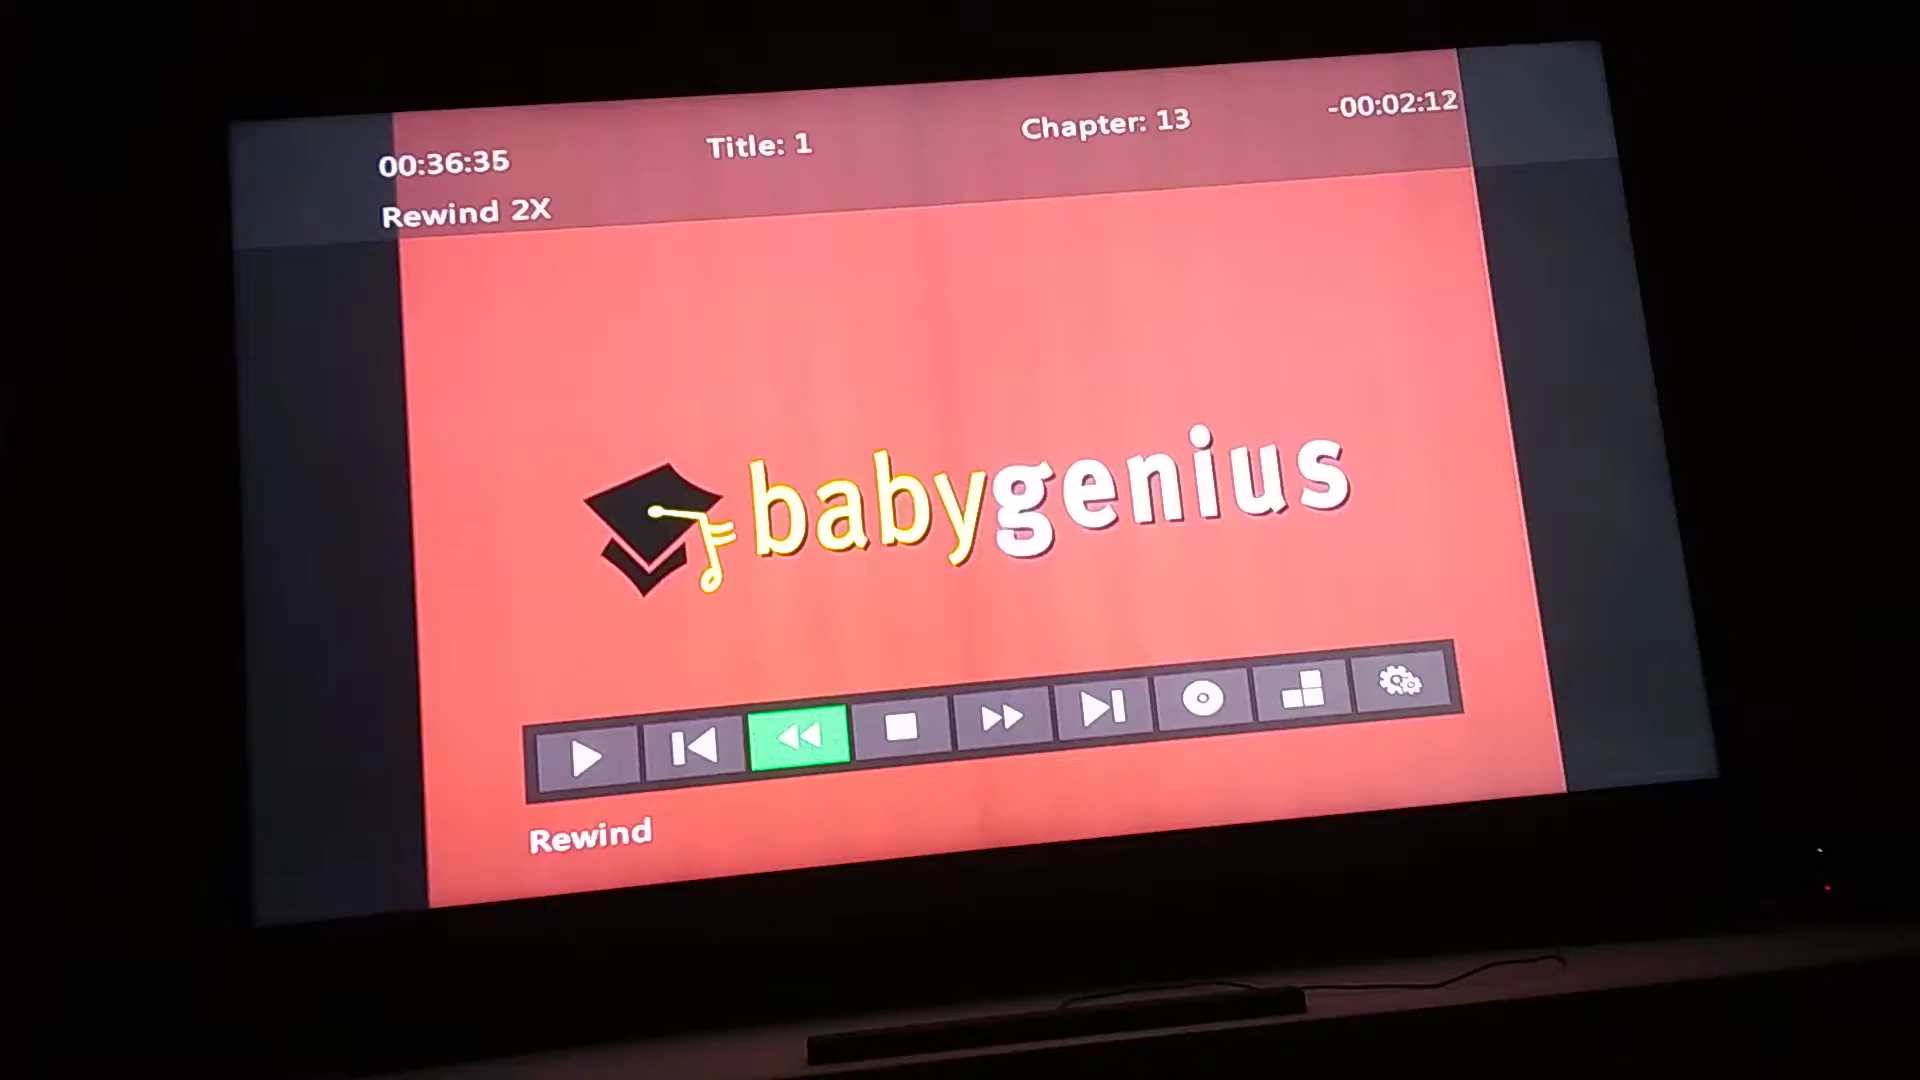 00:36:35 Title: 1 Chapter: 13 -00:02:12
Rewind 2X
babygenius
Rewind